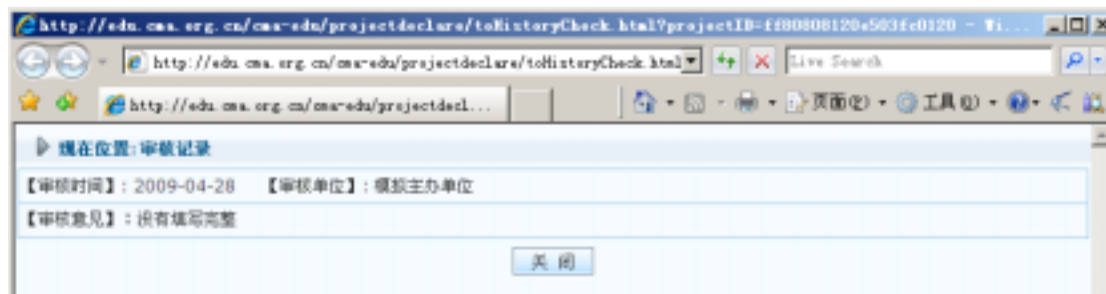 http://edu.cma.org.cn/cma-edu/projectdeclare/toHistoryCheck.html?projectID=ff80808120e503fc0120 - Wi...
http://edu.cma.org.cn/cma-edu/projectdeclare/toHistoryCheck.html
Live Search
http://edu.cma.org.cn/cma-edu/projectdecl...
页面(P)
工具(O)
现在位置:审核记录
【审核时间】: 2009-04-28 【审核单位】: 模拟主办单位
【审核意见】: 没有填写完整
关 闭